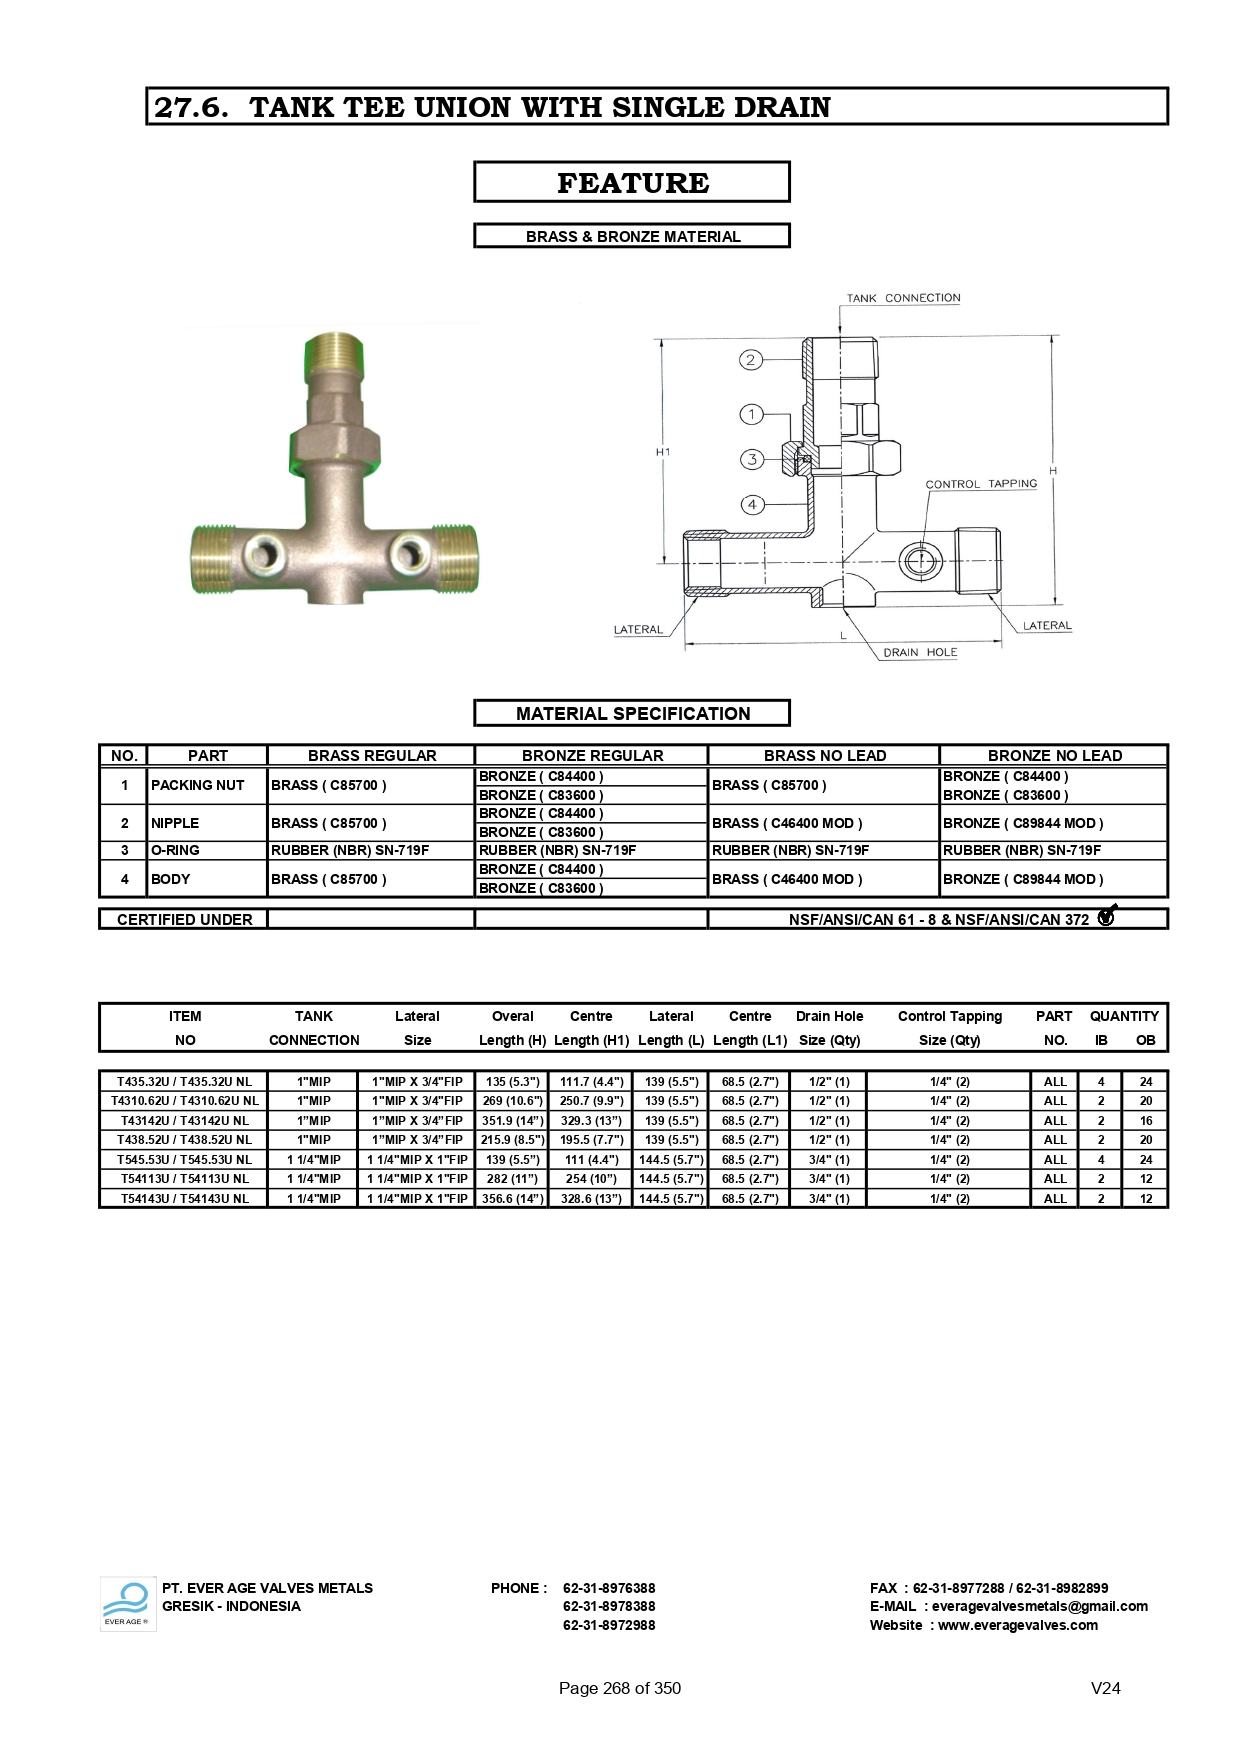 27.6. TANK TEE UNION WITH SINGLE DRAIN
FEATURE
BRASS & BRONZE MATERIAL
TANK CONNECTION
2
1
H1
3
H
CONTROL TAPPING
4
LATERAL
L
LATERAL
DRAIN HOLE
MATERIAL SPECIFICATION
NO. PART BRASS REGULAR BRONZE REGULAR BRASS NO LEAD BRONZE NO LEAD
1 PACKING NUT BRASS ( C85700 ) BRONZE ( C84400 ) BRASS ( C85700 ) BRONZE ( C84400 )
BRONZE ( C83600 ) BRONZE ( C83600 )
2 NIPPLE BRASS ( C85700 ) BRONZE ( C84400 ) BRASS ( C46400 MOD ) BRONZE ( C89844 MOD )
BRONZE ( C83600 )
3 O-RING RUBBER (NBR) SN-719F RUBBER (NBR) SN-719F RUBBER (NBR) SN-719F RUBBER (NBR) SN-719F
4 BODY BRASS ( C85700 ) BRONZE ( C84400 ) BRASS ( C46400 MOD ) BRONZE ( C89844 MOD )
BRONZE ( C83600 )
CERTIFIED UNDER NSF/ANSI/CAN 61 - 8 & NSF/ANSI/CAN 372
ITEM TANK Lateral Overal Centre Lateral Centre Drain Hole Control Tapping PART QUANTITY
NO CONNECTION Size Length (H) Length (H1) Length (L) Length (L1) Size (Qty) Size (Qty) NO. IB OB
T435.32U / T435.32U NL 1"MIP 1"MIP X 3/4"FIP 135 (5.3") 111.7 (4.4") 139 (5.5") 68.5 (2.7") 1/2" (1) 1/4" (2) ALL 4 24
T4310.62U / T4310.62U NL 1"MIP 1"MIP X 3/4"FIP 269 (10.6") 250.7 (9.9") 139 (5.5") 68.5 (2.7") 1/2" (1) 1/4" (2) ALL 2 20
T43142U / T43142U NL 1”MIP 1”MIP X 3/4”FIP 351.9 (14”) 329.3 (13”) 139 (5.5") 68.5 (2.7") 1/2" (1) 1/4" (2) ALL 2 16
T438.52U / T438.52U NL 1"MIP 1”MIP X 3/4”FIP 215.9 (8.5") 195.5 (7.7") 139 (5.5") 68.5 (2.7") 1/2" (1) 1/4" (2) ALL 2 20
T545.53U / T545.53U NL 1 1/4"MIP 1 1/4"MIP X 1"FIP 139 (5.5”) 111 (4.4") 144.5 (5.7") 68.5 (2.7") 3/4" (1) 1/4" (2) ALL 4 24
T54113U / T54113U NL 1 1/4"MIP 1 1/4"MIP X 1"FIP 282 (11”) 254 (10”) 144.5 (5.7") 68.5 (2.7") 3/4" (1) 1/4" (2) ALL 2 12
T54143U / T54143U NL 1 1/4"MIP 1 1/4"MIP X 1"FIP 356.6 (14”) 328.6 (13”) 144.5 (5.7") 68.5 (2.7") 3/4" (1) 1/4" (2) ALL 2 12
EVER AGE ®
PT. EVER AGE VALVES METALS PHONE : 62-31-8976388 FAX : 62-31-8977288 / 62-31-8982899
GRESIK - INDONESIA 62-31-8978388 E-MAIL : everagevalvesmetals@gmail.com
62-31-8972988 Website : www.everagevalves.com
Page 268 of 350 V24